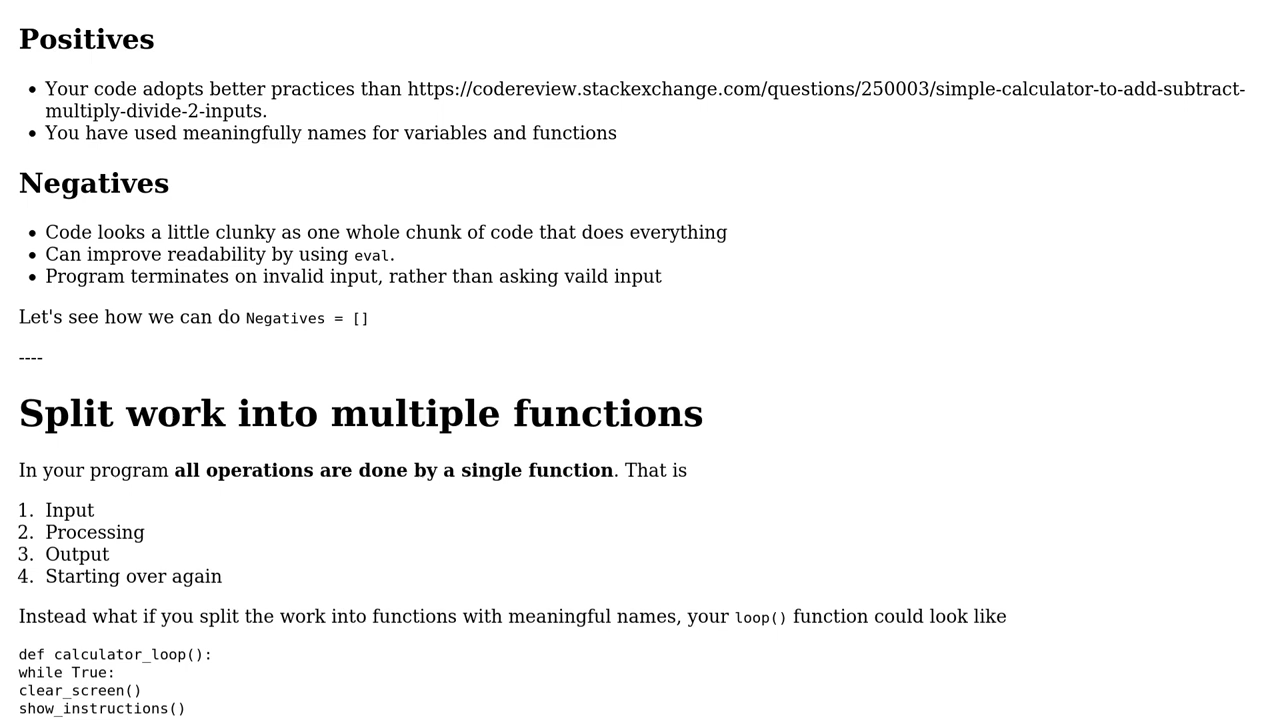 Positives
• Your code adopts better practices than https://codereview.stackexchange.com/questions/250003/simple-calculator-to-add-subtract-
multiply-divide-2-inputs.
• You have used meaningfully names for variables and functions
Negatives
• Code looks a little clunky as one whole chunk of code that does everything
• Can improve readability by using eval.
• Program terminates on invalid input, rather than asking vaild input
Let's see how we can do Negatives = []
----
Split work into multiple functions
In your program all operations are done by a single function. That is
1. Input
2. Processing
3. Output
4. Starting over again
Instead what if you split the work into functions with meaningful names, your loop() function could look like
def calculator_loop():
while True:
clear_screen()
show_instructions()